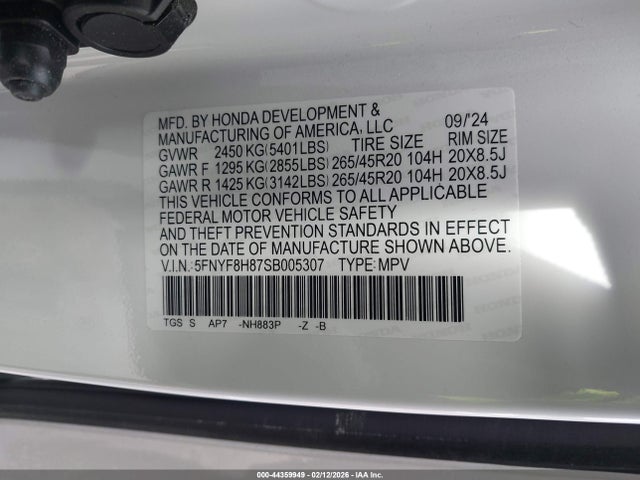 MFD. BY HONDA DEVELOPMENT &
MANUFACTURING OF AMERICA, LLC 09/'24
GVWR 2450 KG(5401LBS) TIRE SIZE RIM SIZE
GAWR F 1295 KG(2855LBS) 265/45R20 104H 20X8.5J
GAWR R 1425 KG(3142LBS) 265/45R20 104H 20X8.5J
THIS VEHICLE CONFORMS TO ALL APPLICABLE
FEDERAL MOTOR VEHICLE SAFETY
AND THEFT PREVENTION STANDARDS IN EFFECT
ON THE DATE OF MANUFACTURE SHOWN ABOVE.
V.I.N.: 5FNYF8H87SB005307 TYPE: MPV
TGS S AP7 -NH883P -Z -B
000-44359949 - 02/12/2026 - IAA Inc.